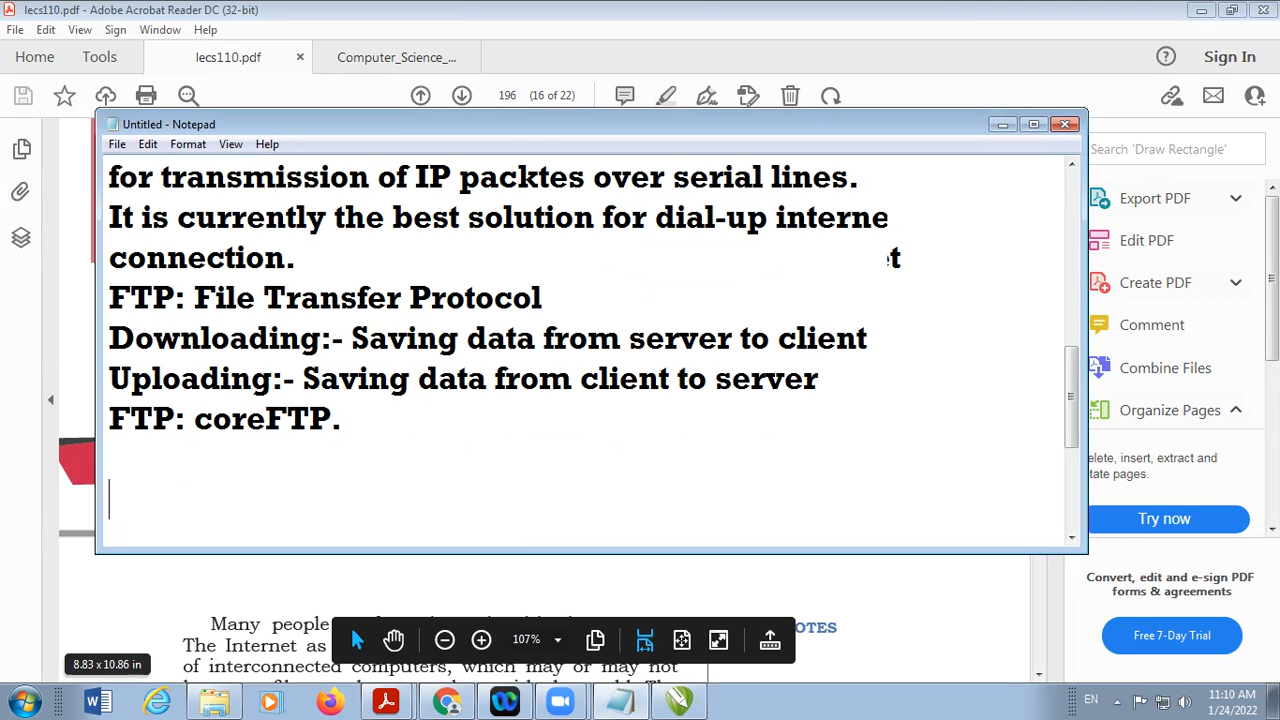 lecs110.pdf - Adobe Acrobat Reader DC (32-bit)
File Edit View Sign Window Help
Home Tools lecs110.pdf × Computer_Science_... Sign In
196 (16 of 22)
Untitled - Notepad
File Edit Format View Help
for transmission of IP packtes over serial lines.
It is currently the best solution for dial-up interne
connection. et
FTP: File Transfer Protocol
Downloading:- Saving data from server to client
Uploading:- Saving data from client to server
FTP: coreFTP.
Search 'Draw Rectangle'
Export PDF
Edit PDF
Create PDF
Comment
Combine Files
Organize Pages
elete, insert, extract and
tate pages.
Try now
Convert, edit and e-sign PDF
forms & agreements
Free 7-Day Trial
Many people
The Internet as
of interconnected computers, which may or may not
OTES
107%
8.83 x 10.86 in
EN
11:10 AM
1/24/2022